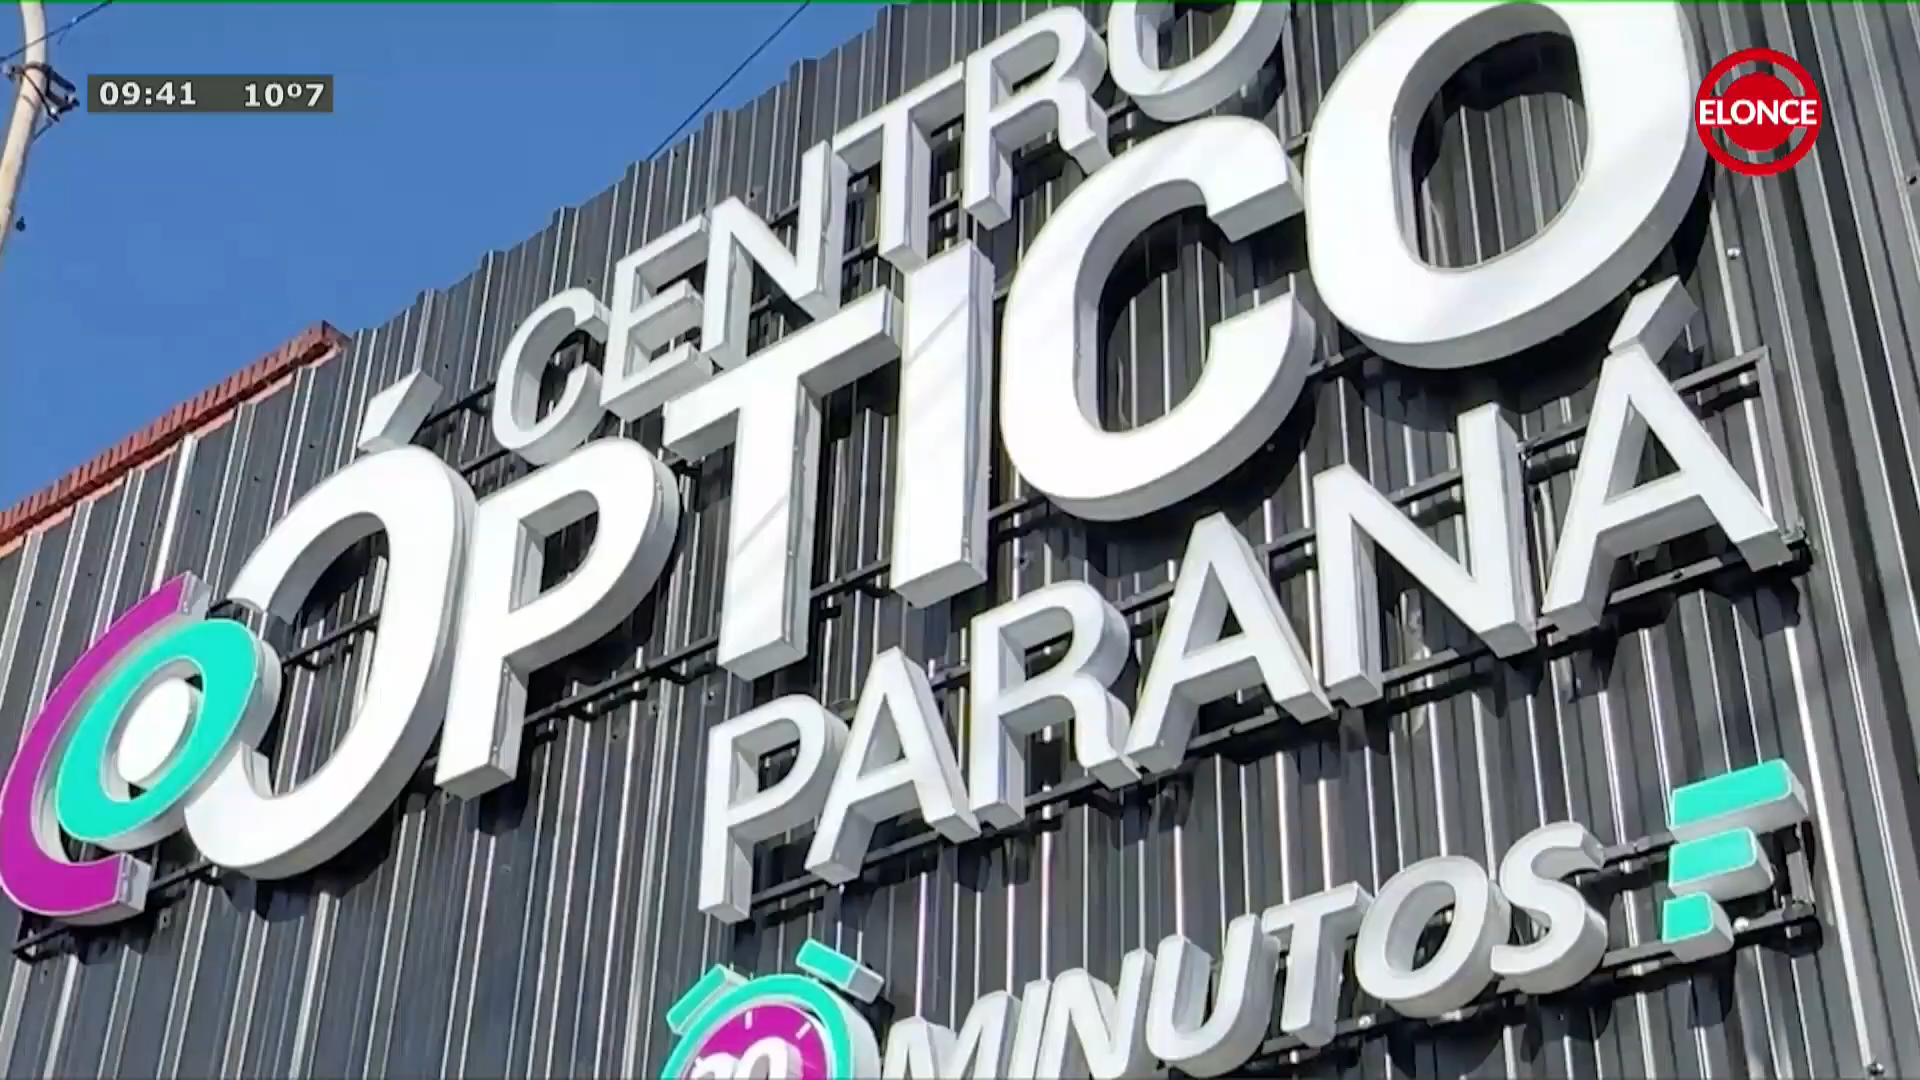 09:41 10º7
ELONCE
CENTRO
ÓPTICO
PARANÁ
MINUTOS